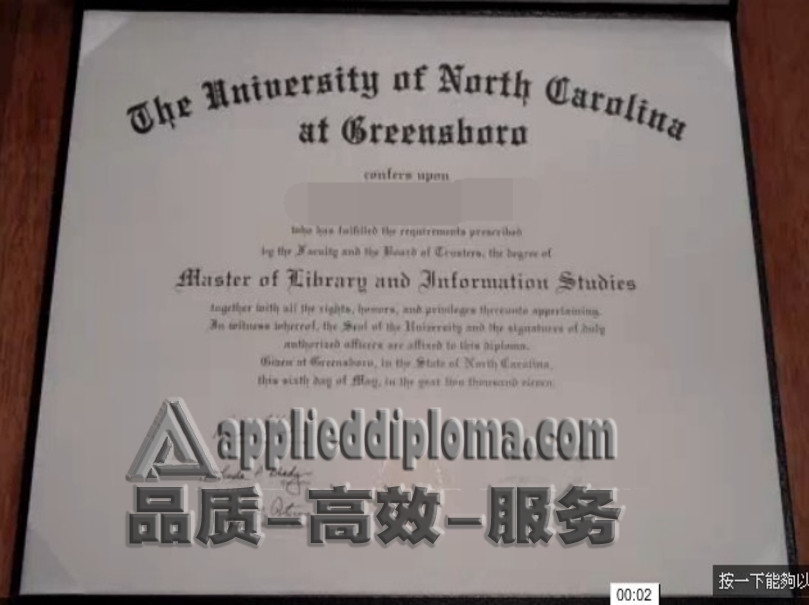 The University of North Carolina
at Greensboro
confers upon
who has fulfilled the requirements prescribed
by the Faculty and the Board of Trustees, the degree of
Master of Library and Information Studies
together with all the rights, honors, and privileges thereunto appertaining.
In witness whereof, the Seal of the University and the signatures of duly
authorized officers are affixed to this diploma.
Given at Greensboro, in the State of North Carolina,
this sixth day of May, in the year two thousand eleven.
applieddiploma.com
品质–高效–服务
00:02
按一下能夠以